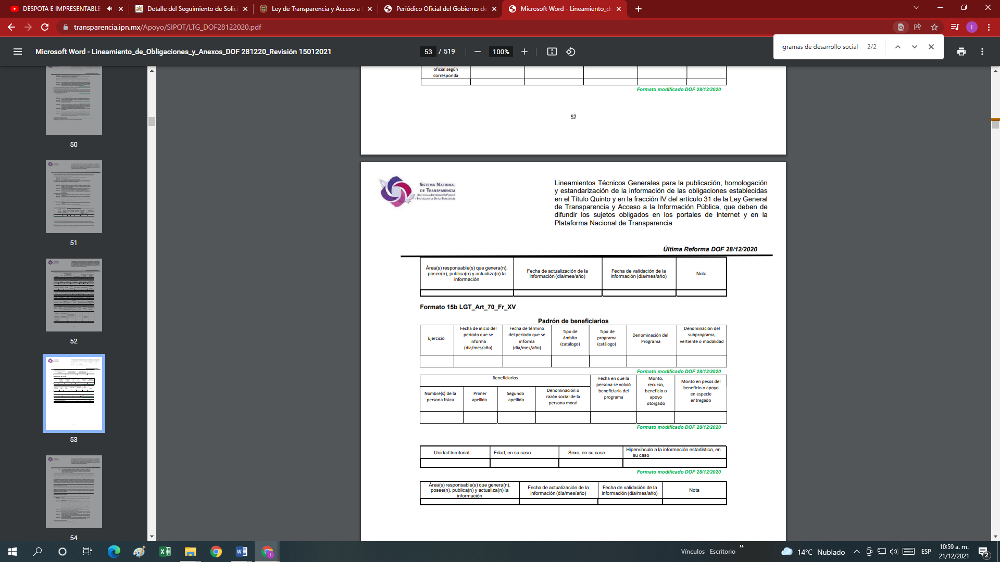 DÉSPOTA E IMPRESENTABLE
Detalle del Seguimiento de Solici
Ley de Transparencia y Acceso a
Periódico Oficial del Gobierno de
Microsoft Word - Lineamiento_de
transparencia.ipn.mx/Apoyo/SIPOT/LTG_DOF28122020.pdf
I
Microsoft Word - Lineamiento_de_Obligaciones_y_Anexos_DOF 281220_Revisión 15012021
53 / 519
100%
ogramas de desarrollo social 2/2
50
51
52
53
54
oficial según
corresponda
Formato modificado DOF 28/12/2020
52
SISTEMA NACIONAL
DE TRANSPARENCIA
ACCESO A LA INFORMACIÓN PÚBLICA
Y PROTECCIÓN DE DATOS PERSONALES
Lineamientos Técnicos Generales para la publicación, homologación
y estandarización de la información de las obligaciones establecidas
en el Título Quinto y en la fracción IV del artículo 31 de la Ley General
de Transparencia y Acceso a la Información Pública, que deben de
difundir los sujetos obligados en los portales de Internet y en la
Plataforma Nacional de Transparencia
Última Reforma DOF 28/12/2020
Área(s) responsable(s) que genera(n),
posee(n), publica(n) y actualiza(n) la
información
Fecha de actualización de la
información (día/mes/año)
Fecha de validación de la
información (día/mes/año)
Nota
Formato 15b LGT_Art_70_Fr_XV
Padrón de beneficiarios
Ejercicio
Fecha de inicio del
periodo que se
informa
(día/mes/año)
Fecha de término
del periodo que se
informa
(día/mes/año)
Tipo de
ámbito
(catálogo)
Tipo de
programa
(catálogo)
Denominación del
Programa
Denominación del
subprograma,
vertiente o modalidad
Formato modificado DOF 28/12/2020
Beneficiarios
Nombre(s) de la
persona física
Primer
apellido
Segundo
apellido
Denominación o
razón social de la
persona moral
Fecha en que la
persona se volvió
beneficiaria del
programa
Monto,
recurso,
beneficio o
apoyo
otorgado
Monto en pesos del
beneficio o apoyo
en especie
entregado
Formato modificado DOF 28/12/2020
Unidad territorial
Edad, en su caso
Sexo, en su caso
Hipervínculo a la información estadística, en
su caso
Formato modificado DOF 28/12/2020
Área(s) responsable(s) que genera(n),
posee(n), publica(n) y actualiza(n) la
información
Fecha de actualización de la
información (día/mes/año)
Fecha de validación de la
información (día/mes/año)
Nota
Vínculos
Escritorio
14°C Nublado
ESP
10:59 a. m.
21/12/2021
2